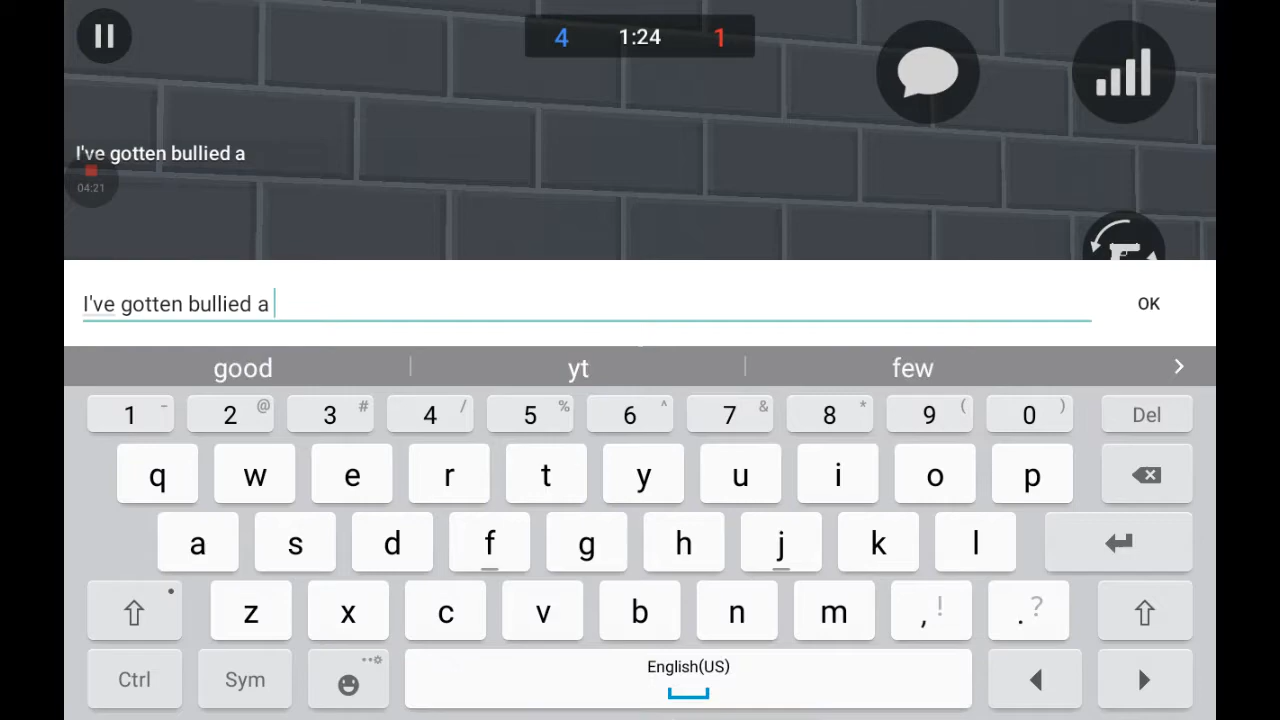 4 1:24 1
I've gotten bullied a
04:21
I've gotten bullied a
OK
good yt few
1 - 2 @ 3 # 4 / 5 % 6 ^ 7 & 8 * 9 ( 0 ) Del
q w e r t y u i o p
a s d f g h j k l
z x c v b n m , ! . ?
Ctrl Sym English(US)